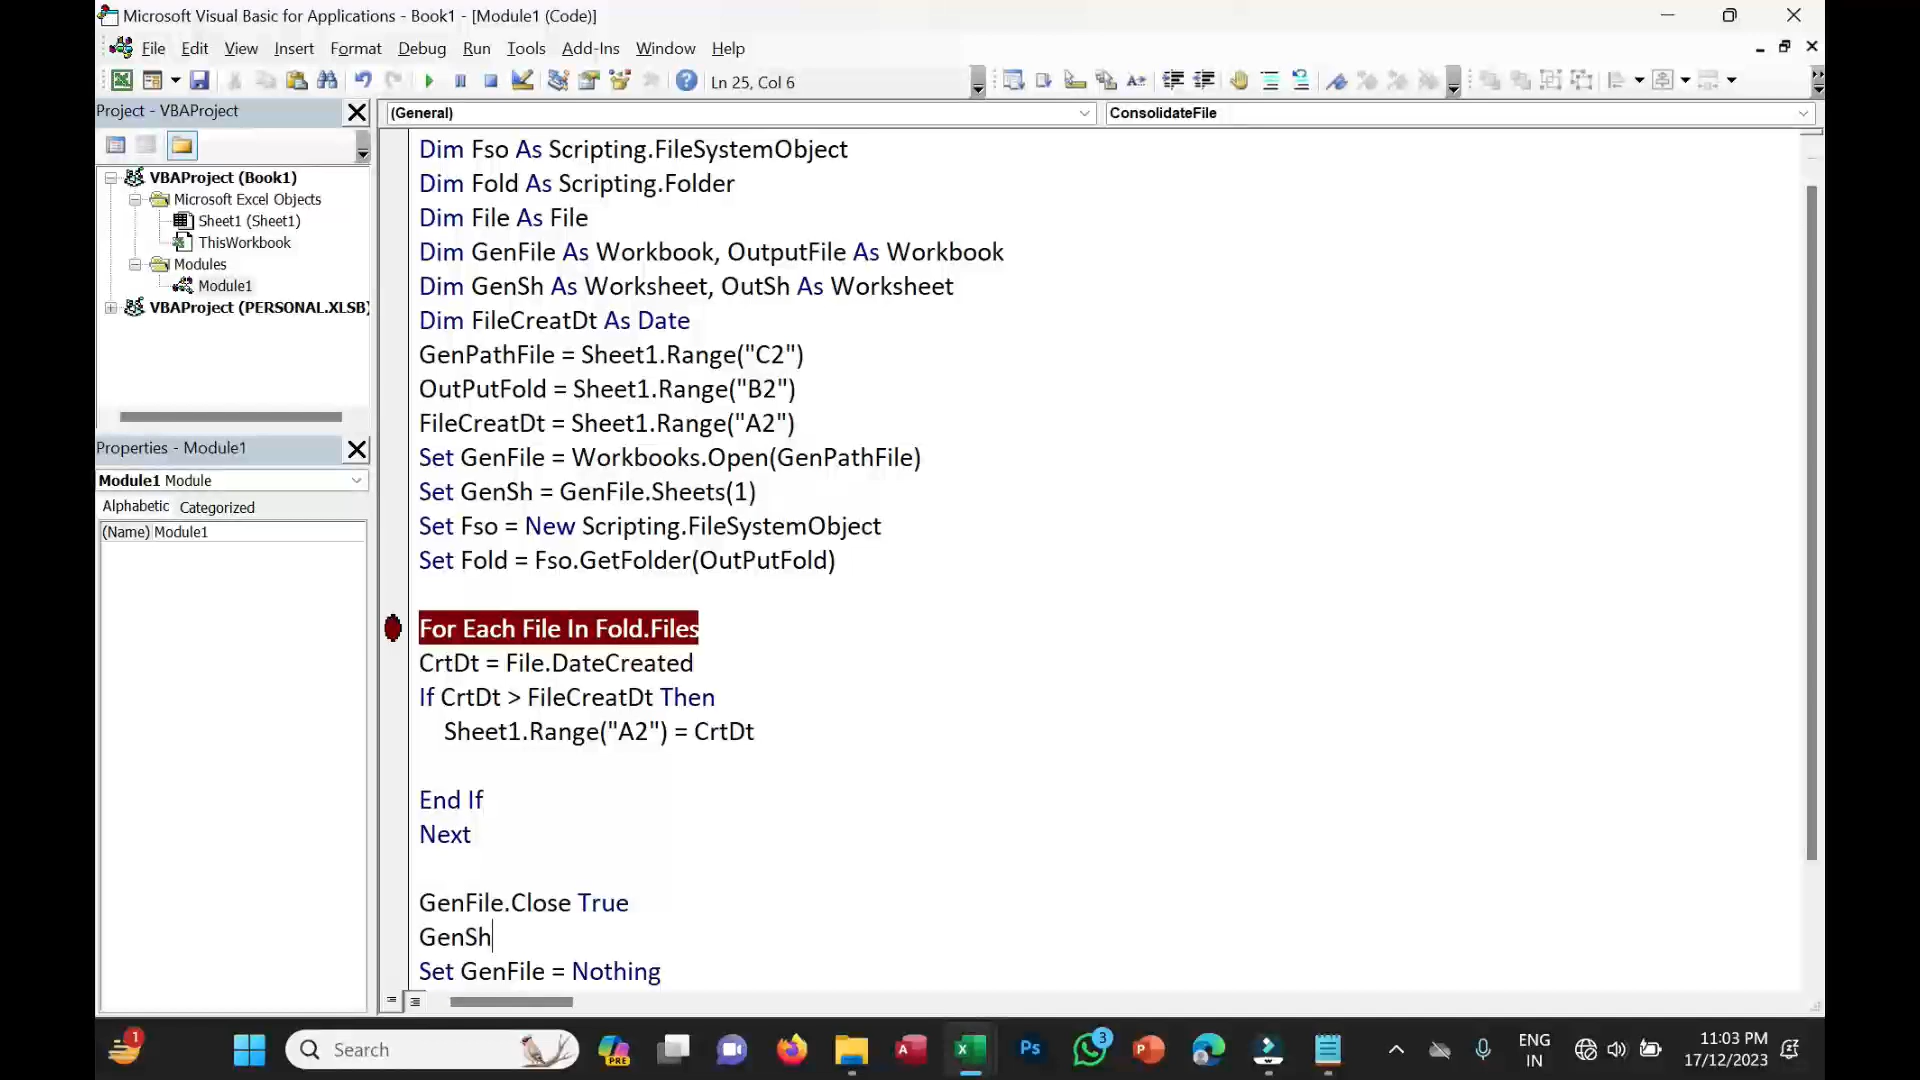 Microsoft Visual Basic for Applications - Book1 - [Module1 (Code)]
File Edit View Insert Format Debug Run Tools Add-Ins Window Help
Ln 25, Col 6
Project - VBAProject
(General)
ConsolidateFile
VBAProject (Book1)
Microsoft Excel Objects
Sheet1 (Sheet1)
ThisWorkbook
Modules
Module1
VBAProject (PERSONAL.XLSB)
Properties - Module1
Module1 Module
Alphabetic Categorized
(Name) Module1
Dim Fso As Scripting.FileSystemObject
Dim Fold As Scripting.Folder
Dim File As File
Dim GenFile As Workbook, OutputFile As Workbook
Dim GenSh As Worksheet, OutSh As Worksheet
Dim FileCreatDt As Date
GenPathFile = Sheet1.Range("C2")
OutPutFold = Sheet1.Range("B2")
FileCreatDt = Sheet1.Range("A2")
Set GenFile = Workbooks.Open(GenPathFile)
Set GenSh = GenFile.Sheets(1)
Set Fso = New Scripting.FileSystemObject
Set Fold = Fso.GetFolder(OutPutFold)
For Each File In Fold.Files
CrtDt = File.DateCreated
If CrtDt > FileCreatDt Then
Sheet1.Range("A2") = CrtDt
End If
Next
GenFile.Close True
GenSh
Set GenFile = Nothing
1
Search
PRE
A
X
Ps
3
P
ENG
IN
11:03 PM
17/12/2023